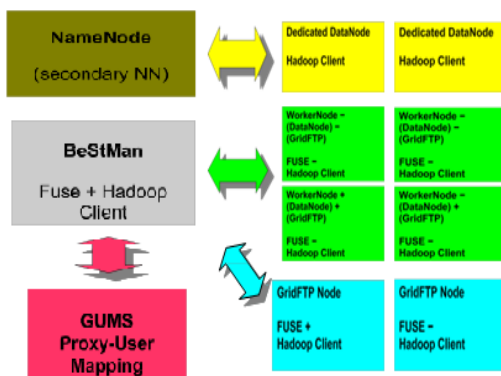 NameNode
(secondary NN)
BeStMan
Fuse + Hadoop
Client
GUMS
Proxy-User
Mapping
Dedicated DataNode
Hadoop Client
Dedicated DataNode
Hadoop Client
WorkerNode –
(DataNode) –
(GridFTP)
FUSE –
Hadoop Client
WorkerNode –
(DataNode) –
(GridFTP)
FUSE –
Hadoop Client
WorkerNode +
(DataNode) +
(GridFTP)
FUSE –
Hadoop Client
WorkerNode –
(DataNode) +
(GridFTP)
FUSE –
Hadoop Client
GridFTP Node
FUSE +
Hadoop Client
GridFTP Node
FUSE –
Hadoop Client